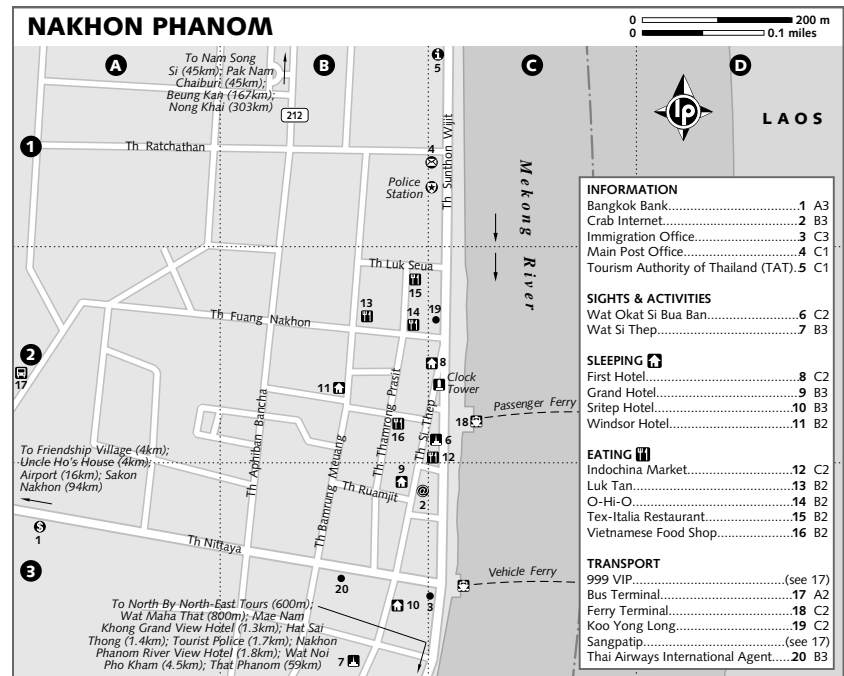 NAKHON PHANOM
0 200 m
0 0.1 miles
A
B
C
D
1
2
3
To Nam Song
Si (45km); Pak Nam
Chaiburi (45km);
Beung Kan (167km);
Nong Khai (303km)
5
212
LAOS
lp
Th Ratchathan
4
Police
Station
Th Sunthon Wijit
Mekong River
Th Luk Seua
15
13
14
19
Th Fuang Nakhon
17
8
Clock
Tower
11
Passenger Ferry
18
16
6
12
Th Aphiban Bancha
Th Bamrung Meuang
Th Thamrong Prasit
Th Si Thep
To Friendship Village (4km);
Uncle Ho's House (4km);
Airport (16km); Sakon
Nakhon (94km)
9
Th Ruamjit
@
2
$
1
Th Nittaya
Vehicle Ferry
20
10
3
To North By North-East Tours (600m);
Wat Maha That (800m); Mae Nam
Khong Grand View Hotel (1.3km); Hat Sai
Thong (1.4km); Tourist Police (1.7km); Nakhon
Phanom River View Hotel (1.8km); Wat Noi
Pho Kham (4.5km); That Phanom (59km)
7
INFORMATION
Bangkok Bank....................................1 A3
Crab Internet.....................................2 B3
Immigration Office............................3 C3
Main Post Office................................4 C1
Tourism Authority of Thailand (TAT).5 C1
SIGHTS & ACTIVITIES
Wat Okat Si Bua Ban.........................6 C2
Wat Si Thep.......................................7 B3
SLEEPING
First Hotel..........................................8 C2
Grand Hotel.......................................9 B3
Sritep Hotel......................................10 B3
Windsor Hotel..................................11 B2
EATING
Indochina Market.............................12 C2
Luk Tan............................................13 B2
O-Hi-O.............................................14 B2
Tex-Italia Restaurant........................15 B2
Vietnamese Food Shop....................16 B2
TRANSPORT
999 VIP.......................................(see 17)
Bus Terminal....................................17 A2
Ferry Terminal.................................18 C2
Koo Yong Long................................19 C2
Sangpatip....................................(see 17)
Thai Airways International Agent.....20 B3